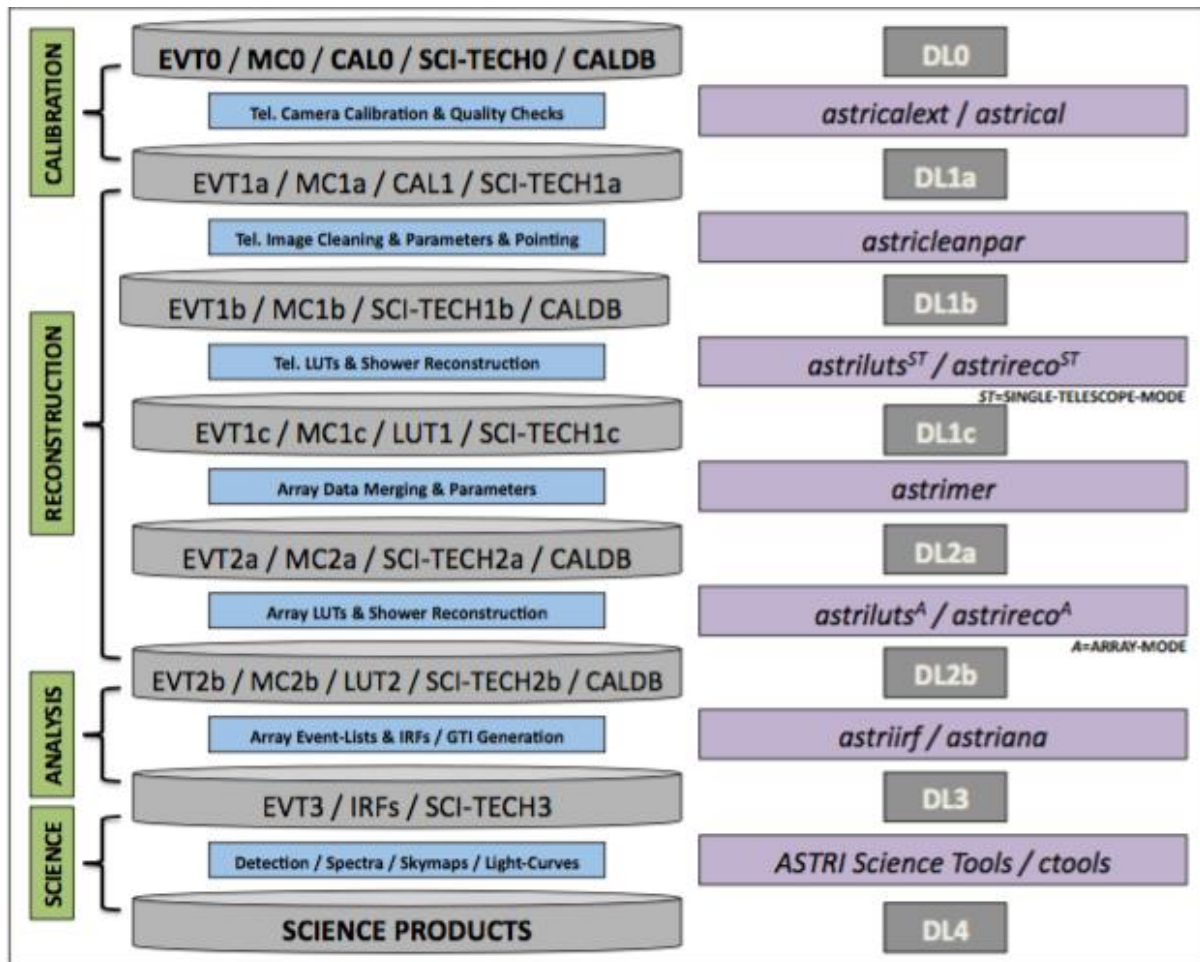 CALIBRATION
EVT0 / MC0 / CAL0 / SCI-TECH0 / CALDB
DL0
Tel. Camera Calibration & Quality Checks
astricalext / astrical
EVT1a / MC1a / CAL1 / SCI-TECH1a
DL1a
RECONSTRUCTION
Tel. Image Cleaning & Parameters & Pointing
astricleanpar
EVT1b / MC1b / SCI-TECH1b / CALDB
DL1b
Tel. LUTs & Shower Reconstruction
astriluts^ST / astrireco^ST
ST=SINGLE-TELESCOPE-MODE
EVT1c / MC1c / LUT1 / SCI-TECH1c
DL1c
Array Data Merging & Parameters
astrimer
EVT2a / MC2a / SCI-TECH2a / CALDB
DL2a
Array LUTs & Shower Reconstruction
astriluts^A / astrireco^A
A=ARRAY-MODE
EVT2b / MC2b / LUT2 / SCI-TECH2b / CALDB
DL2b
ANALYSIS
Array Event-Lists & IRFs / GTI Generation
astriirf / astriana
EVT3 / IRFs / SCI-TECH3
DL3
SCIENCE
Detection / Spectra / Skymaps / Light-Curves
ASTRI Science Tools / ctools
SCIENCE PRODUCTS
DL4